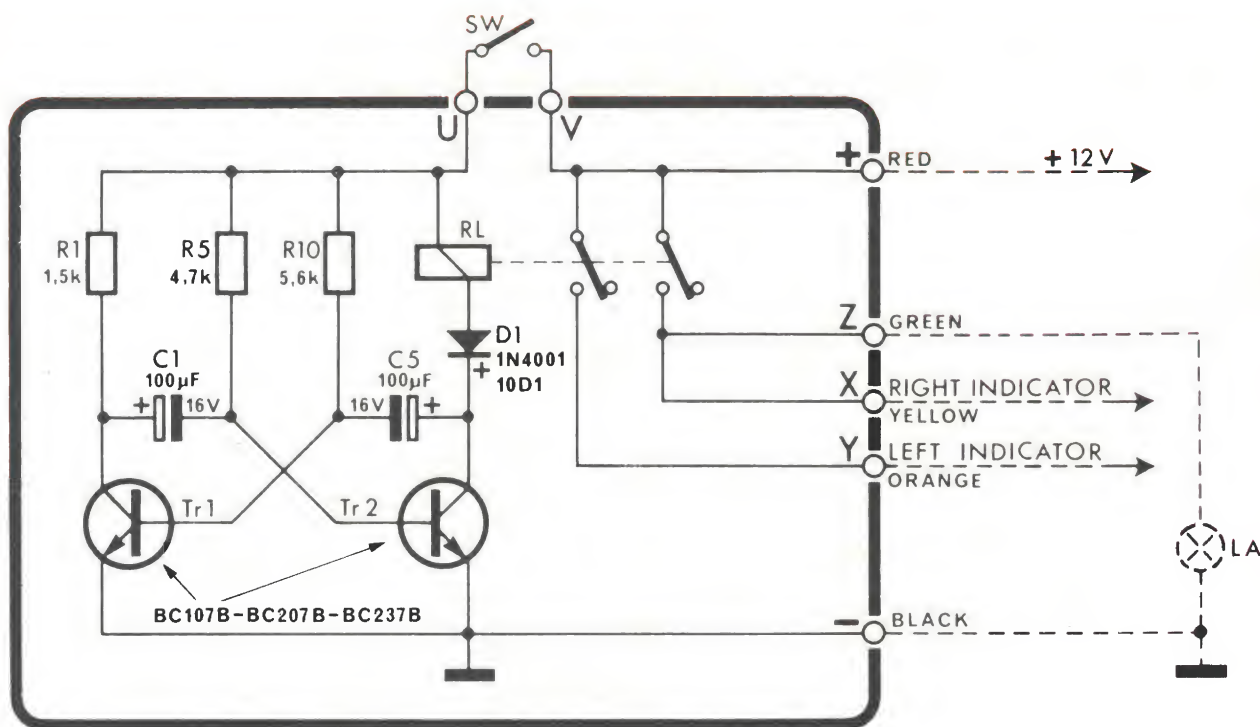 SW
U
V
+
RED
+ 12 V
R1
1,5k
R5
4,7k
R10
5,6k
RL
D1
1N4001
10D1
+
C1
100µF
+
16V
C5
100µF
16V
+
Z
GREEN
X
RIGHT INDICATOR
YELLOW
Y
LEFT INDICATOR
ORANGE
Tr1
Tr2
LA
BC107B-BC207B-BC237B
-
BLACK